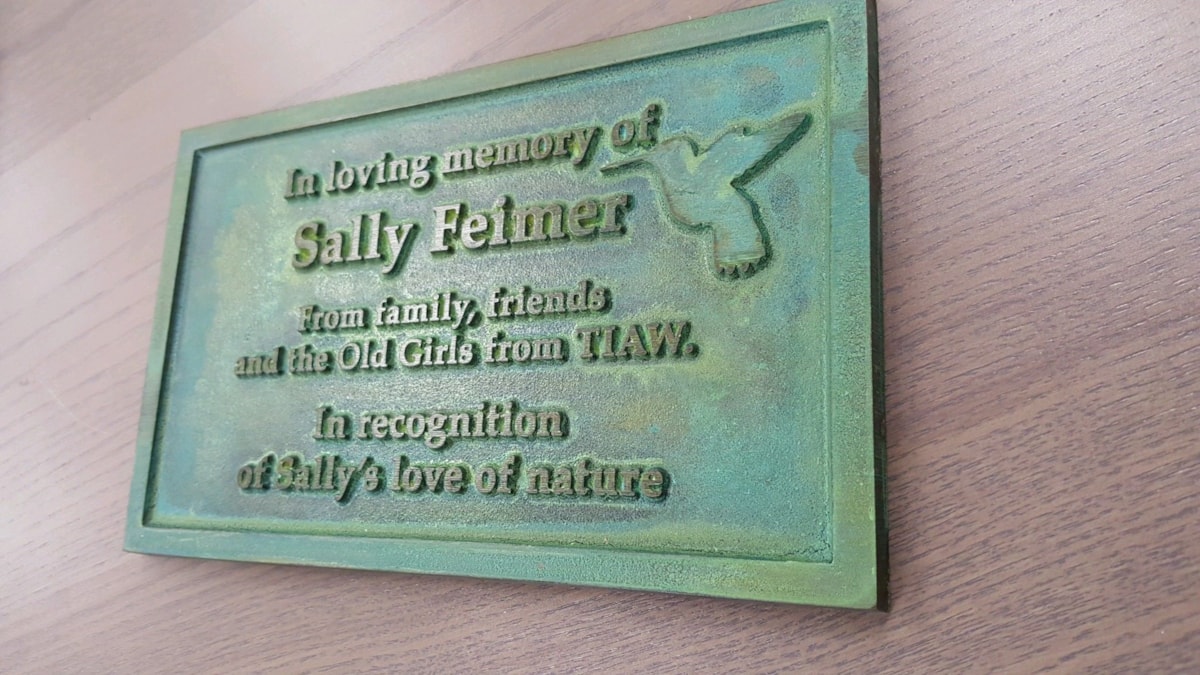 In loving memory of
Sally Feimer
From family, friends
and the Old Girls from TIAW.
In recognition
of Sally's love of nature